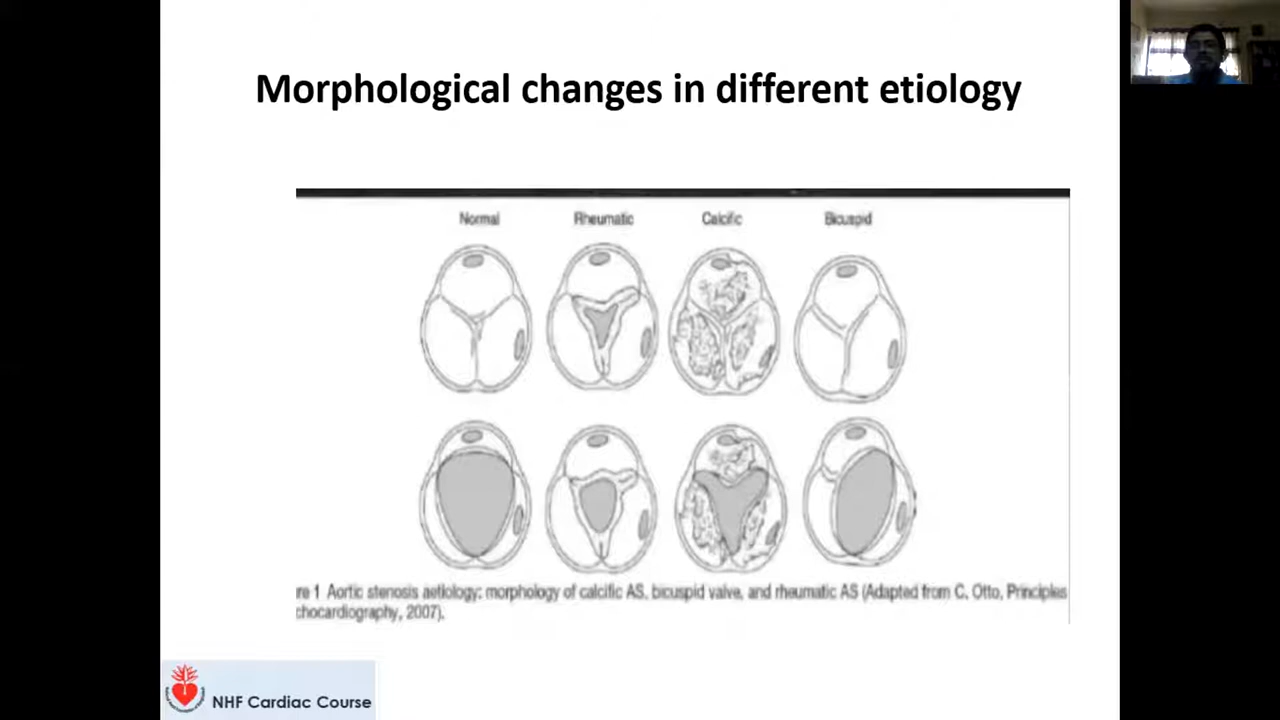 Morphological changes in different etiology
Normal Rheumatic Calcific Bicuspid
re 1 Aortic stenosis aetiology: morphology of calcific AS, bicuspid valve, and rheumatic AS (Adapted from C. Otto, Principles
chocardiography, 2007).
NHF Cardiac Course